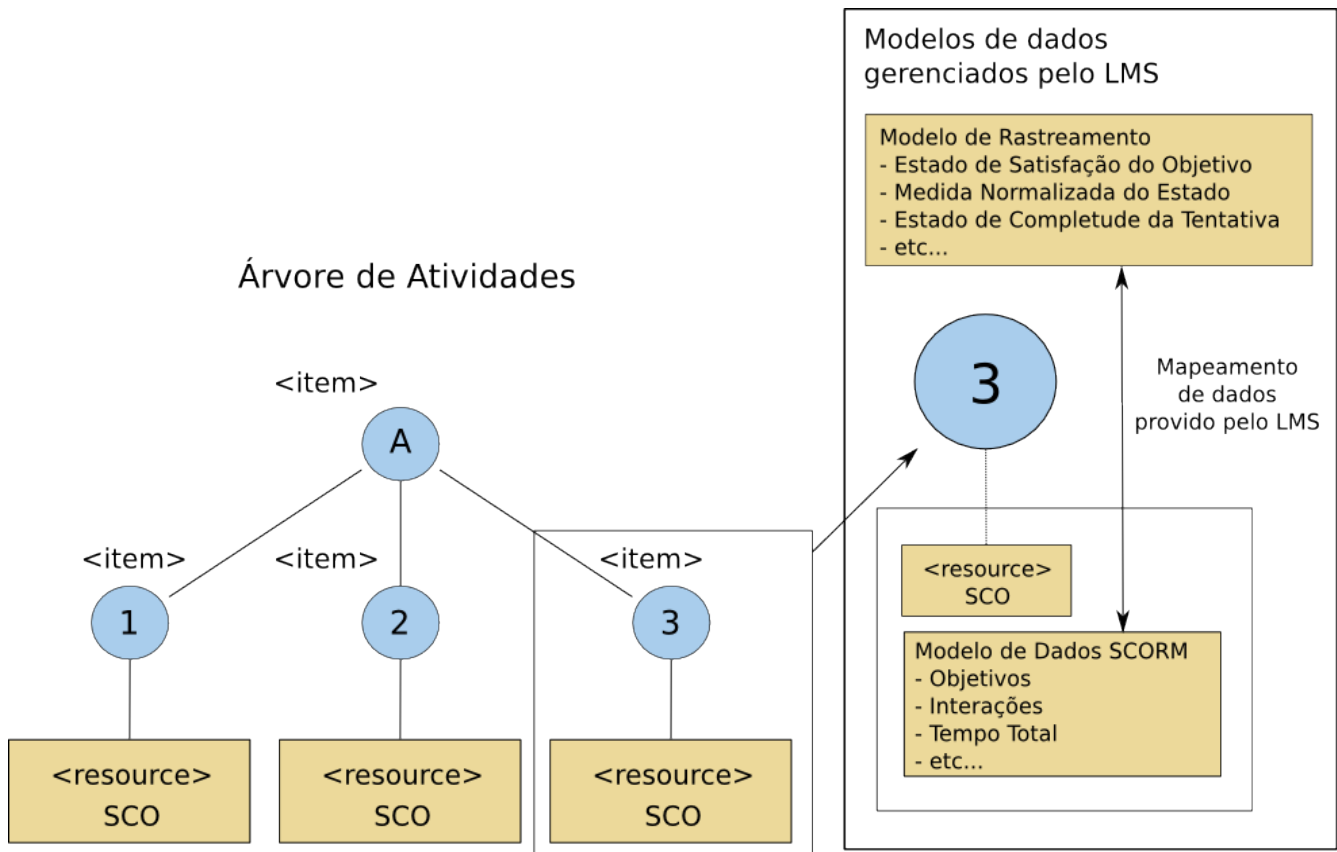 Árvore de Atividades
<item>
A
<item>
<item>
<item>
1
2
3
<resource>
SCO
<resource>
SCO
<resource>
SCO
Modelos de dados
gerenciados pelo LMS
Modelo de Rastreamento
- Estado de Satisfação do Objetivo
- Medida Normalizada do Estado
- Estado de Completude da Tentativa
- etc...
3
Mapeamento
de dados
provido pelo LMS
<resource>
SCO
Modelo de Dados SCORM
- Objetivos
- Interações
- Tempo Total
- etc...